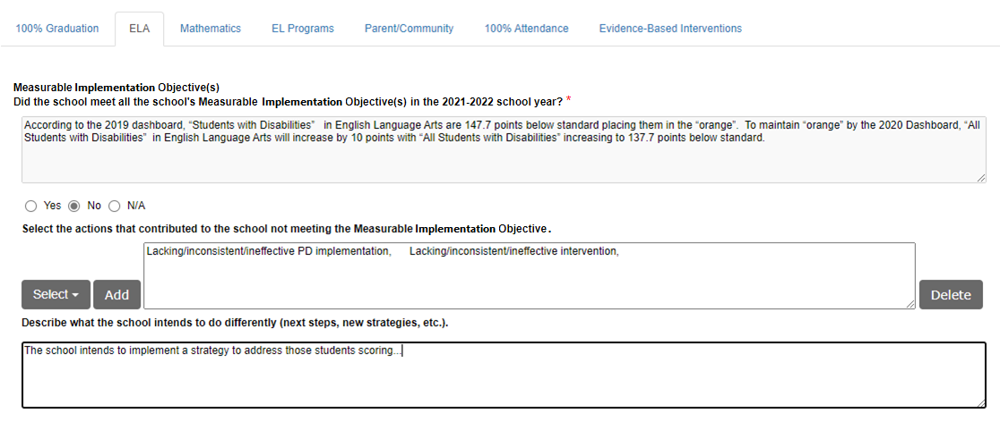 100% Graduation ELA Mathematics EL Programs Parent/Community 100% Attendance Evidence-Based Interventions
Measurable Implementation Objective(s)
Did the school meet all the school's Measurable Implementation Objective(s) in the 2021-2022 school year? *
According to the 2019 dashboard, “Students with Disabilities” in English Language Arts are 147.7 points below standard placing them in the “orange”. To maintain “orange” by the 2020 Dashboard, “All
Students with Disabilities” in English Language Arts will increase by 10 points with “All Students with Disabilities” increasing to 137.7 points below standard.
Yes No N/A
Select the actions that contributed to the school not meeting the Measurable Implementation Objective.
Lacking/inconsistent/ineffective PD implementation, Lacking/inconsistent/ineffective intervention,
Select Add Delete
Describe what the school intends to do differently (next steps, new strategies, etc.).
The school intends to implement a strategy to address those students scoring...